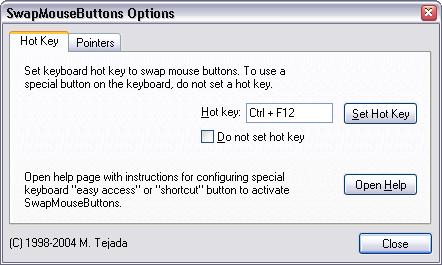 SwapMouseButtons Options
Hot Key
Pointers
Set keyboard hot key to swap mouse buttons. To use a
special button on the keyboard, do not set a hot key.
Hot key: Ctrl + F12 Set Hot Key
Do not set hot key
Open help page with instructions for configuring special
keyboard "easy access" or "shortcut" button to activate
SwapMouseButtons.
Open Help
(C) 1998-2004 M. Tejada
Close